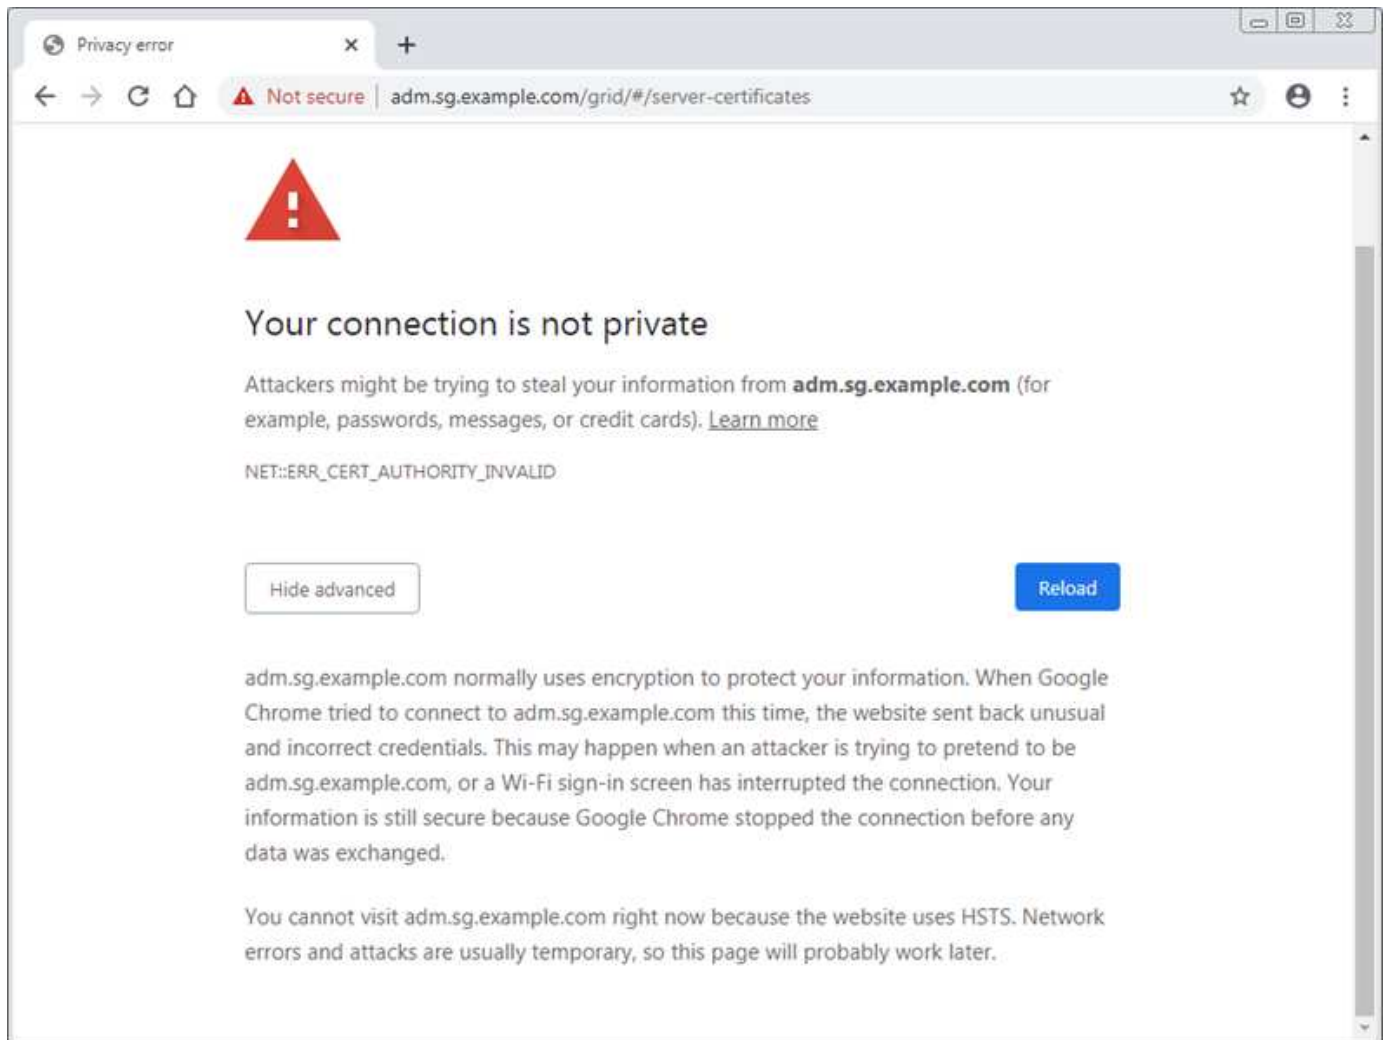 Privacy error
Not secure | adm.sg.example.com/grid/#/server-certificates
Your connection is not private
Attackers might be trying to steal your information from adm.sg.example.com (for
example, passwords, messages, or credit cards). Learn more
NET::ERR_CERT_AUTHORITY_INVALID
Hide advanced
Reload
adm.sg.example.com normally uses encryption to protect your information. When Google
Chrome tried to connect to adm.sg.example.com this time, the website sent back unusual
and incorrect credentials. This may happen when an attacker is trying to pretend to be
adm.sg.example.com, or a Wi-Fi sign-in screen has interrupted the connection. Your
information is still secure because Google Chrome stopped the connection before any
data was exchanged.
You cannot visit adm.sg.example.com right now because the website uses HSTS. Network
errors and attacks are usually temporary, so this page will probably work later.